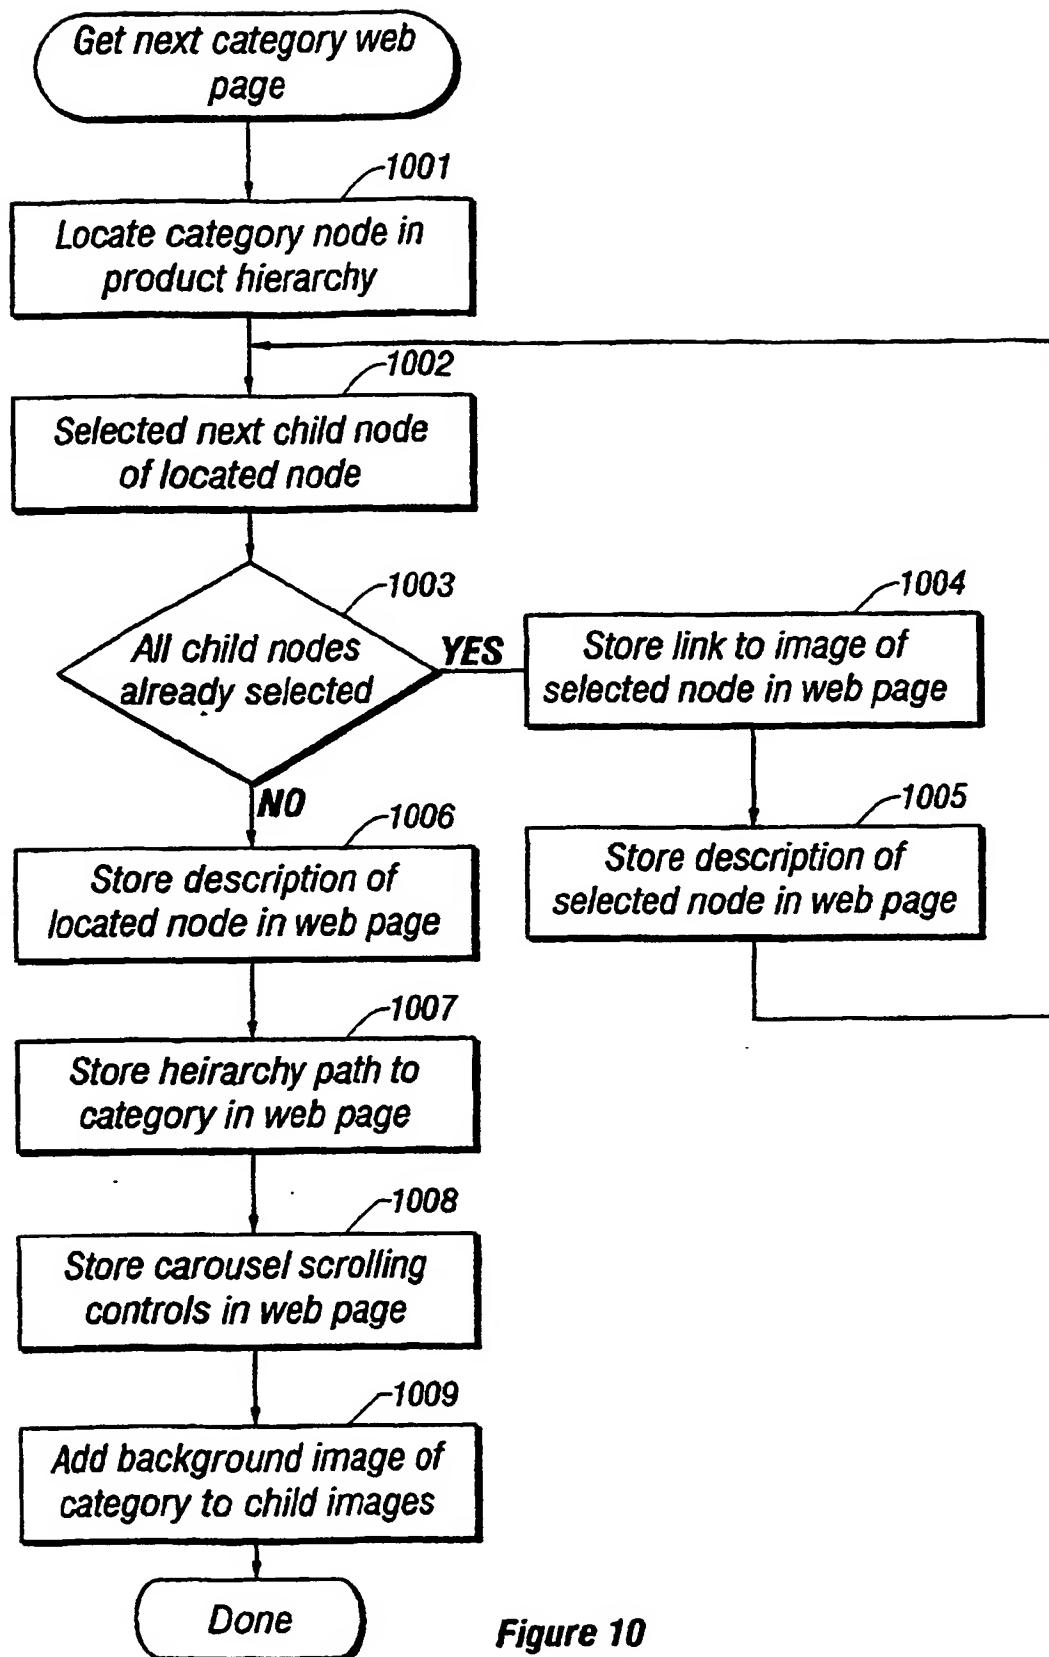 Get next category web
page
1001
Locate category node in
product hierarchy
1002
Selected next child node
of located node
1003
All child nodes
already selected
YES
1004
Store link to image of
selected node in web page
1005
Store description of
selected node in web page
NO
1006
Store description of
located node in web page
1007
Store heirarchy path to
category in web page
1008
Store carousel scrolling
controls in web page
1009
Add background image of
category to child images
Done
Figure 10